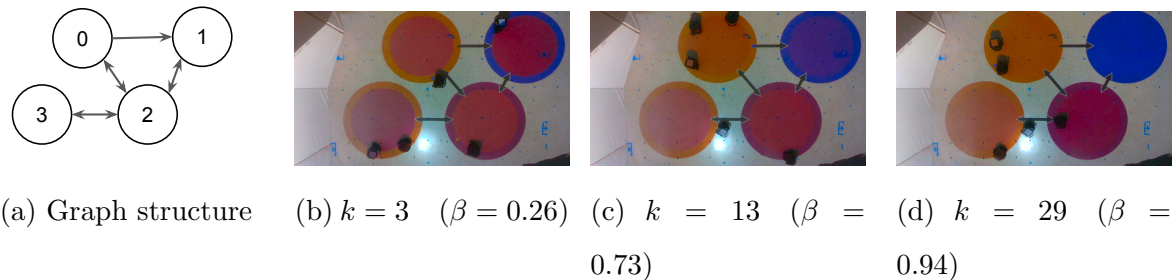 0
1
3
2
(a) Graph structure
(b) k = 3 (β = 0.26)
(c) k = 13 (β =
0.73)
(d) k = 29 (β =
0.94)